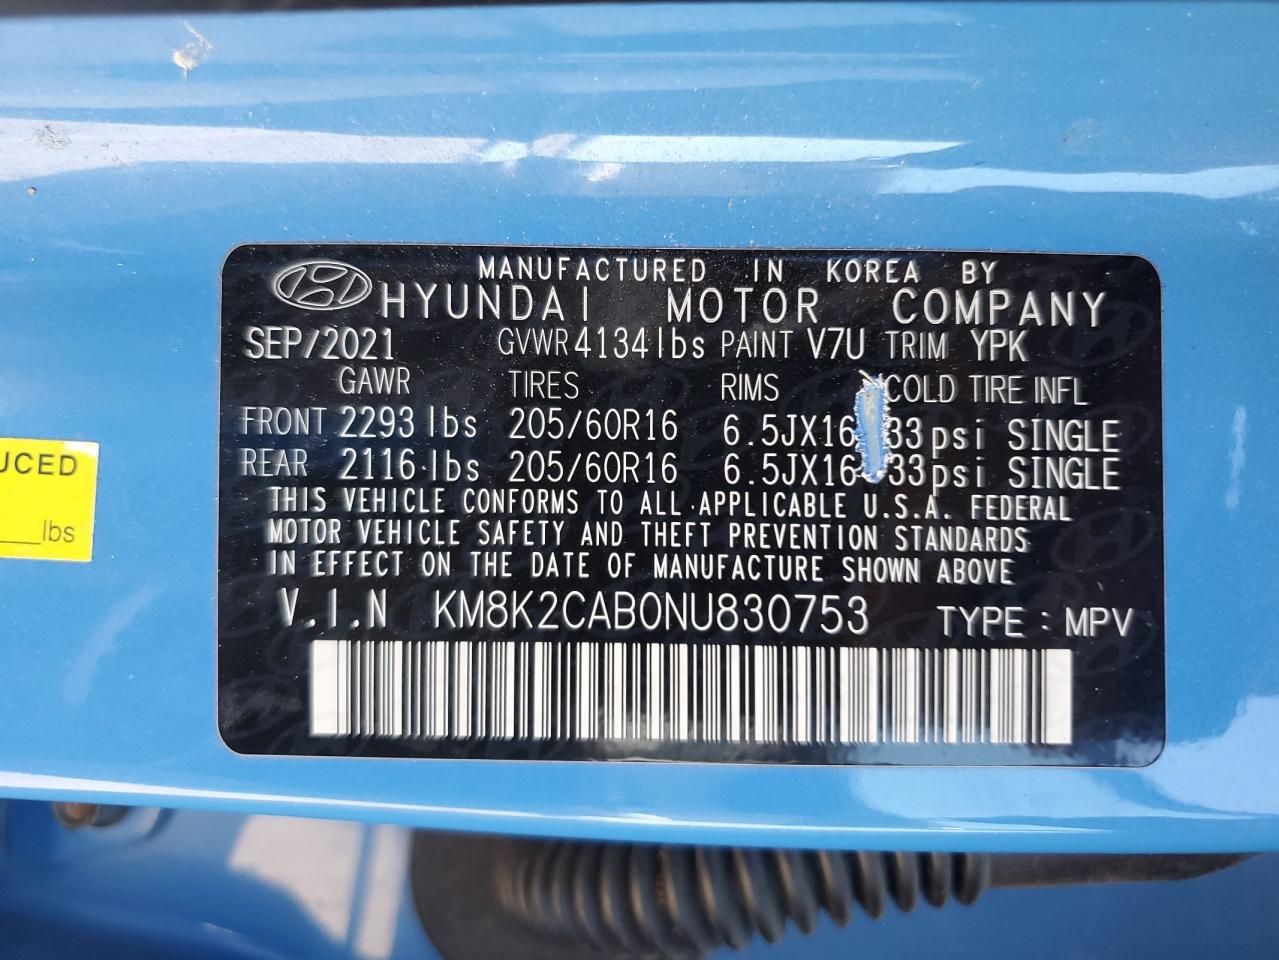 MANUFACTURED IN KOREA BY
HYUNDAI MOTOR COMPANY
SEP/2021 GVWR 4134 lbs PAINT V7U TRIM YPK
GAWR TIRES RIMS COLD TIRE INFL
FRONT 2293 lbs 205/60R16 6.5JX16 33 psi SINGLE
REAR 2116 lbs 205/60R16 6.5JX16 33 psi SINGLE
THIS VEHICLE CONFORMS TO ALL APPLICABLE U.S.A. FEDERAL
MOTOR VEHICLE SAFETY AND THEFT PREVENTION STANDARDS
IN EFFECT ON THE DATE OF MANUFACTURE SHOWN ABOVE
V.I.N KM8K2CAB0NU830753 TYPE : MPV
UCED
lbs